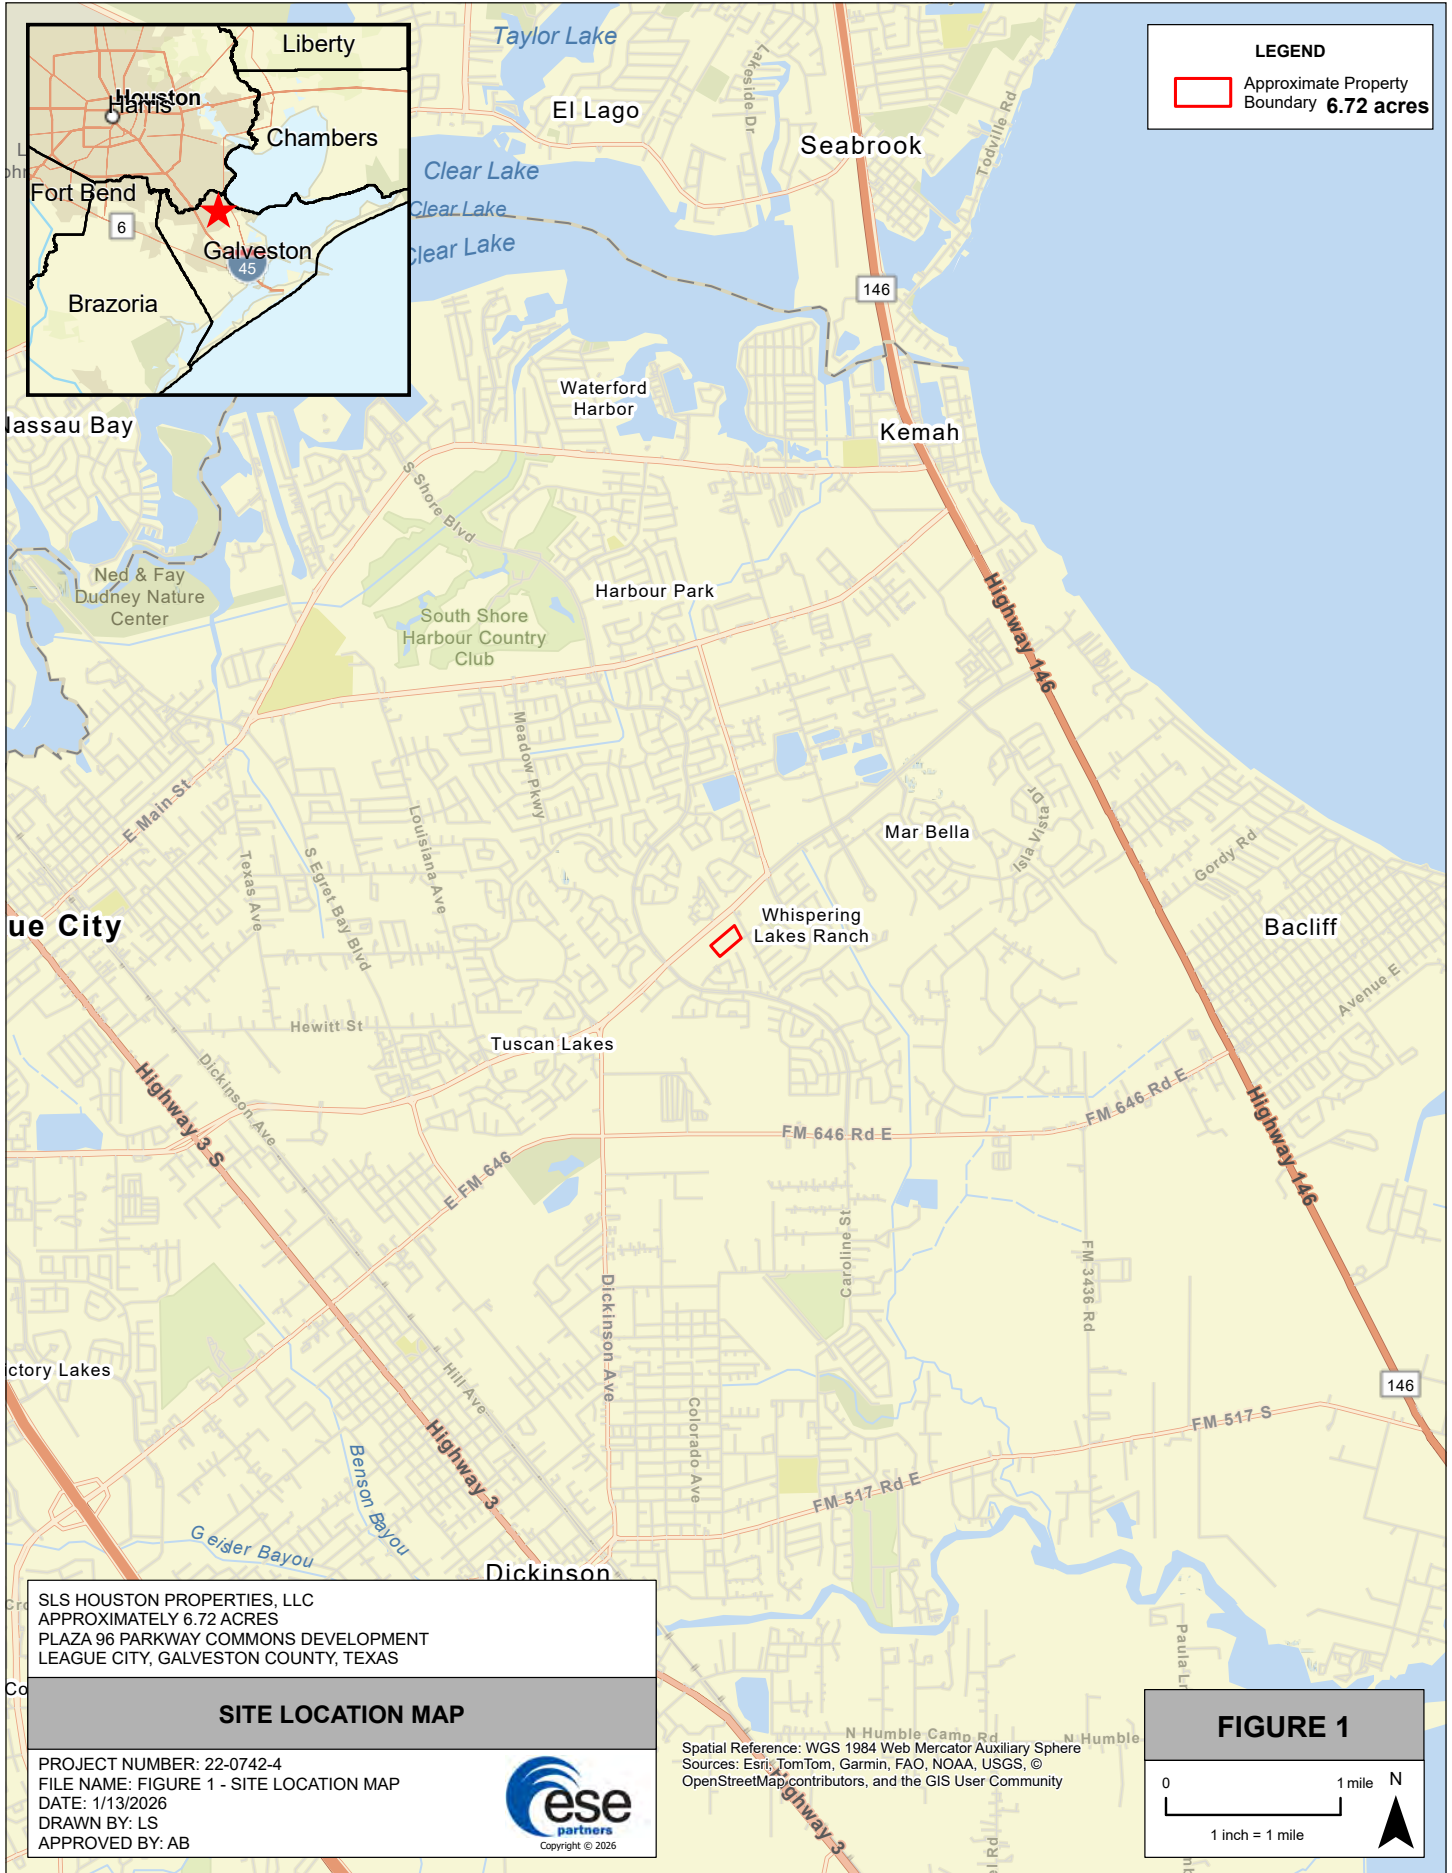 Liberty
Houston
Harris
Chambers
Fort Bend
6
Galveston
45
Brazoria
LEGEND
Approximate Property
Boundary 6.72 acres
Taylor Lake
Lakeside Dr
El Lago
Todville Rd
Seabrook
Clear Lake
Clear Lake
Clear Lake
146
Waterford
Harbor
Nassau Bay
Kemah
S Shore Blvd
Ned & Fay
Dudney Nature
Center
Harbour Park
South Shore
Harbour Country
Club
Highway 146
Meadow Pkwy
E Main St
Louisiana Ave
Texas Ave
S Egret Bay Blvd
Mar Bella
Isla Vista Dr
Gordy Rd
ue City
Whispering
Lakes Ranch
Bacliff
Avenue E
Hewitt St
Tuscan Lakes
Dickinson Ave
Highway 3 S
FM 646 Rd E
FM 646 Rd E
Highway 146
E FM 646
Caroline St
FM 3436 Rd
Dickinson Ave
ictory Lakes
Hill Ave
146
Colorado Ave
FM 517 S
Highway 3
FM 517 Rd E
Benson Bayou
Geisler Bayou
Dickinson
Paula Ln
N Humble Camp Rd
N Humble
Highway 3
Co
SLS HOUSTON PROPERTIES, LLC
APPROXIMATELY 6.72 ACRES
PLAZA 96 PARKWAY COMMONS DEVELOPMENT
LEAGUE CITY, GALVESTON COUNTY, TEXAS
SITE LOCATION MAP
PROJECT NUMBER: 22-0742-4
FILE NAME: FIGURE 1 - SITE LOCATION MAP
DATE: 1/13/2026
DRAWN BY: LS
APPROVED BY: AB
ese
partners
Copyright © 2026
Spatial Reference: WGS 1984 Web Mercator Auxiliary Sphere
Sources: Esri, TomTom, Garmin, FAO, NOAA, USGS, ©
OpenStreetMap contributors, and the GIS User Community
FIGURE 1
0 1 mile N
1 inch = 1 mile